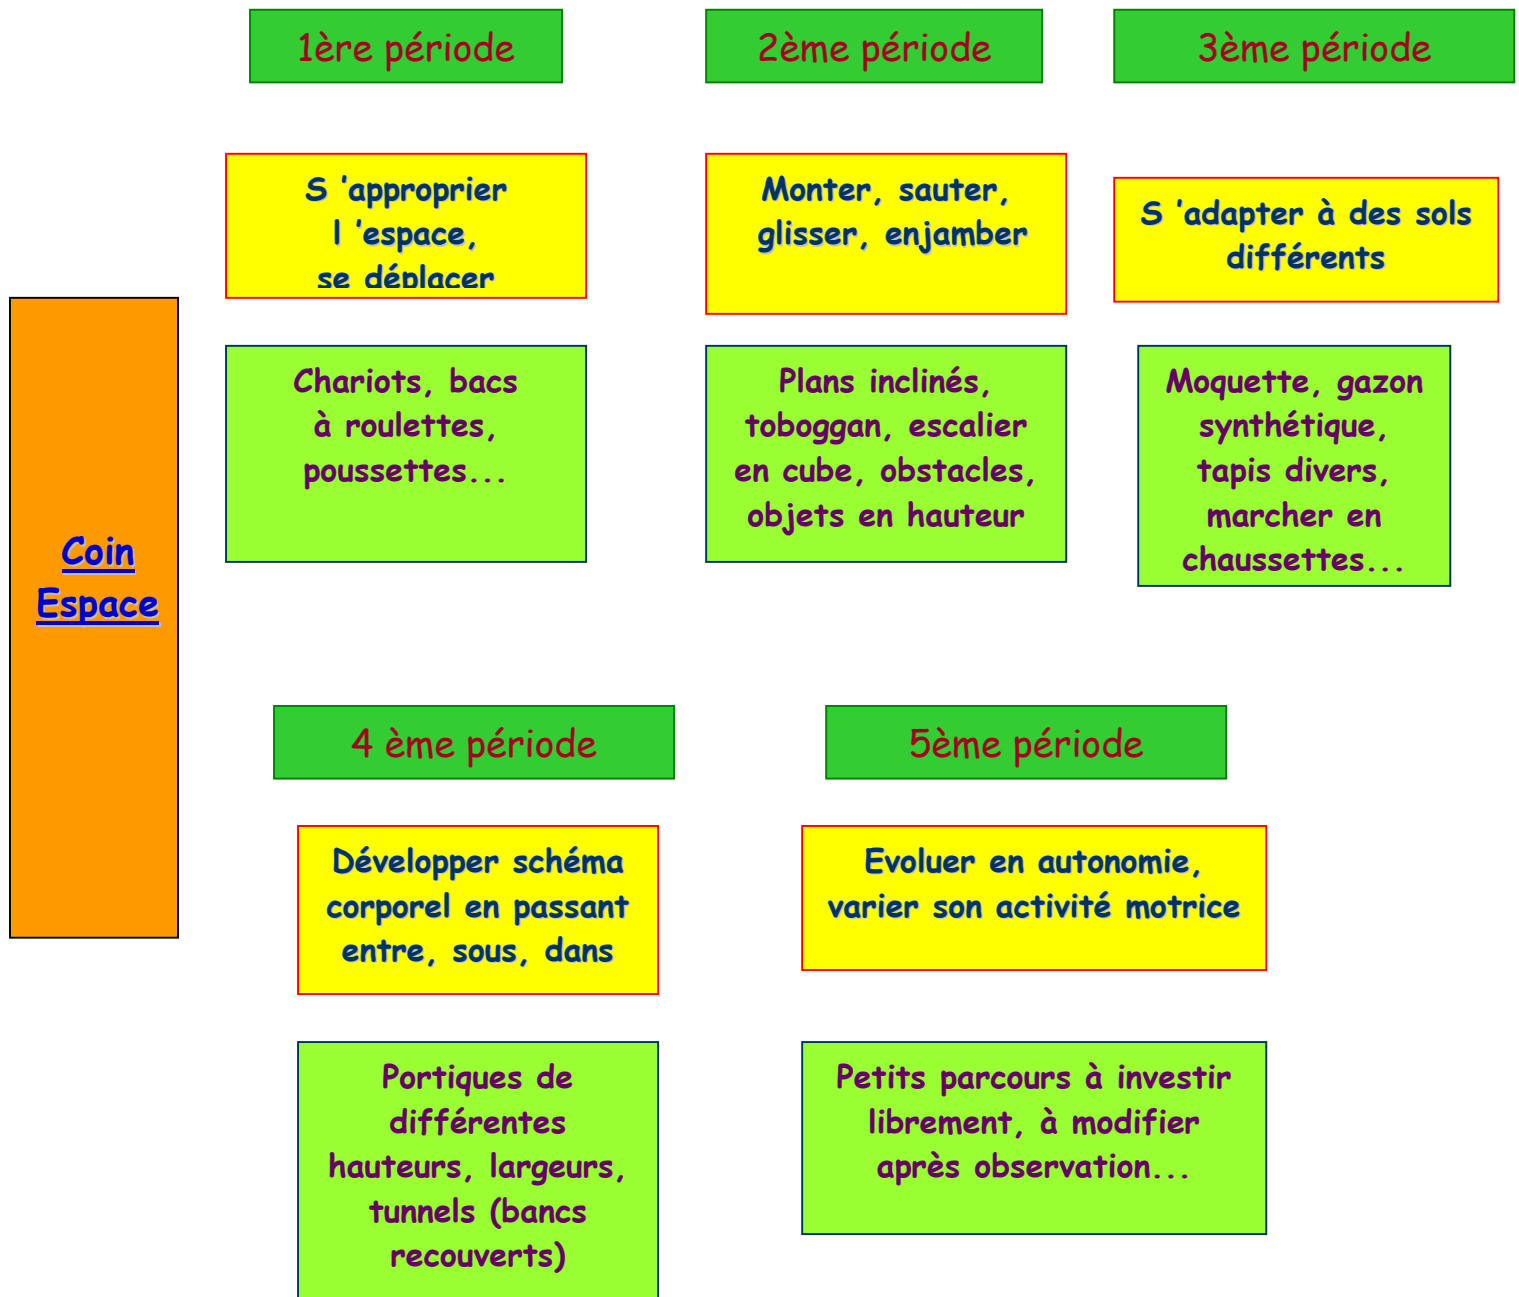 1ère période
2ème période
3ème période
S 'approprier
l 'espace,
se déplacer
Monter, sauter,
glisser, enjamber
S 'adapter à des sols
différents
Chariots, bacs
à roulettes,
poussettes...
Plans inclinés,
toboggan, escalier
en cube, obstacles,
objets en hauteur
Moquette, gazon
synthétique,
tapis divers,
marcher en
chaussettes...
Coin
Espace
4 ème période
5ème période
Développer schéma
corporel en passant
entre, sous, dans
Evoluer en autonomie,
varier son activité motrice
Portiques de
différentes
hauteurs, largeurs,
tunnels (bancs
recouverts)
Petits parcours à investir
librement, à modifier
après observation...